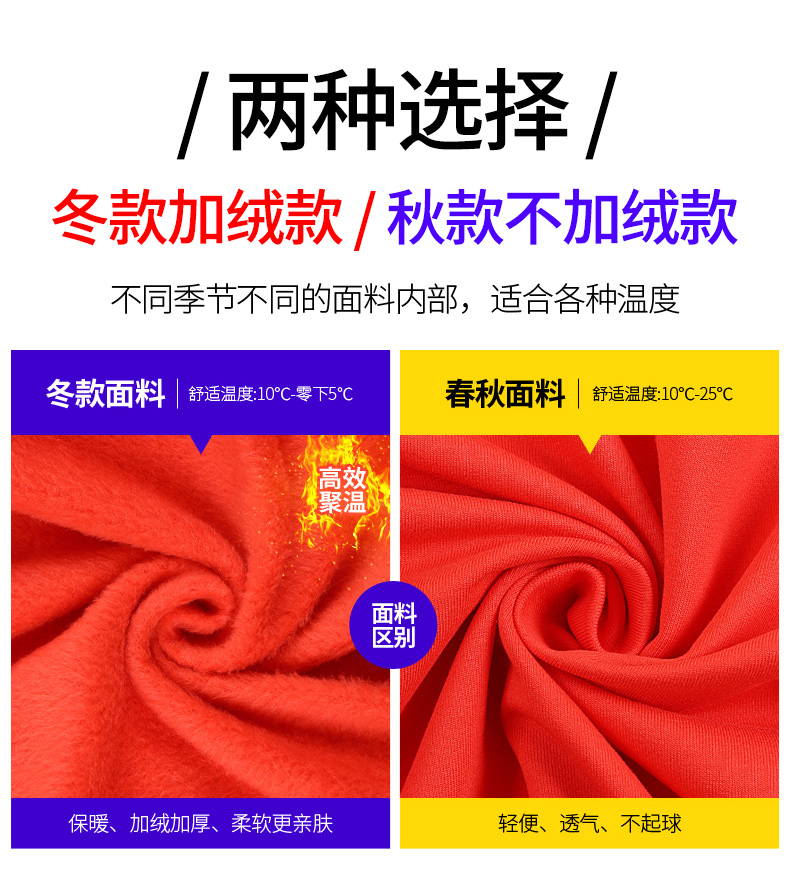 / 两种选择 /
冬款加绒款 / 秋款不加绒款
不同季节不同的面料内部，适合各种温度
冬款面料 | 舒适温度:10℃-零下5℃
春秋面料 | 舒适温度:10℃-25℃
高效
聚温
面料
区别
保暖、加绒加厚、柔软更亲肤
轻便、透气、不起球